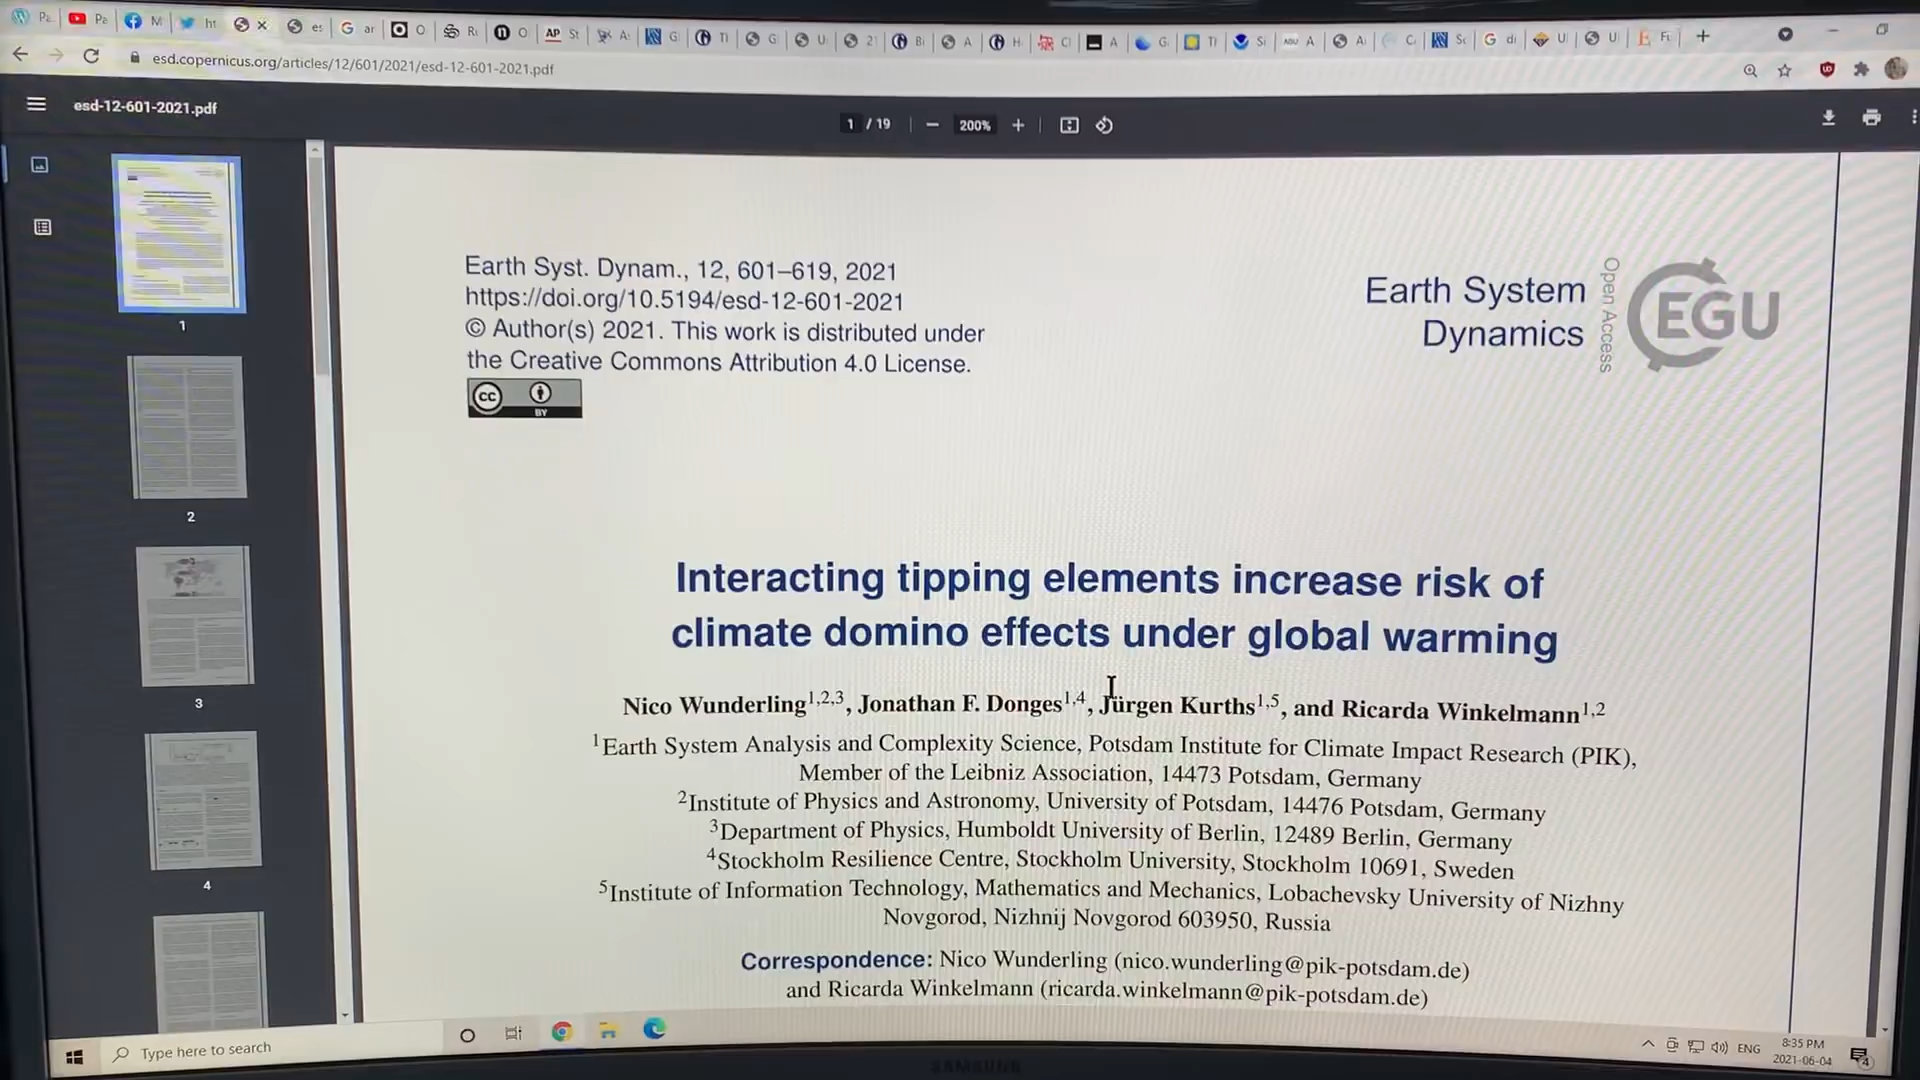 esd.copernicus.org/articles/12/601/2021/esd-12-601-2021.pdf
esd-12-601-2021.pdf
1 / 19
200%
1
2
3
4
Earth Syst. Dynam., 12, 601–619, 2021
https://doi.org/10.5194/esd-12-601-2021
© Author(s) 2021. This work is distributed under
the Creative Commons Attribution 4.0 License.
cc
BY
Earth System
Dynamics
Open Access
EGU
Interacting tipping elements increase risk of
climate domino effects under global warming
Nico Wunderling1,2,3, Jonathan F. Donges1,4, Jürgen Kurths1,5, and Ricarda Winkelmann1,2
1Earth System Analysis and Complexity Science, Potsdam Institute for Climate Impact Research (PIK),
Member of the Leibniz Association, 14473 Potsdam, Germany
2Institute of Physics and Astronomy, University of Potsdam, 14476 Potsdam, Germany
3Department of Physics, Humboldt University of Berlin, 12489 Berlin, Germany
4Stockholm Resilience Centre, Stockholm University, Stockholm 10691, Sweden
5Institute of Information Technology, Mathematics and Mechanics, Lobachevsky University of Nizhny
Novgorod, Nizhnij Novgorod 603950, Russia
Correspondence: Nico Wunderling (nico.wunderling@pik-potsdam.de)
and Ricarda Winkelmann (ricarda.winkelmann@pik-potsdam.de)
Type here to search
ENG
8:35 PM
2021-06-04
4
SAMSUNG